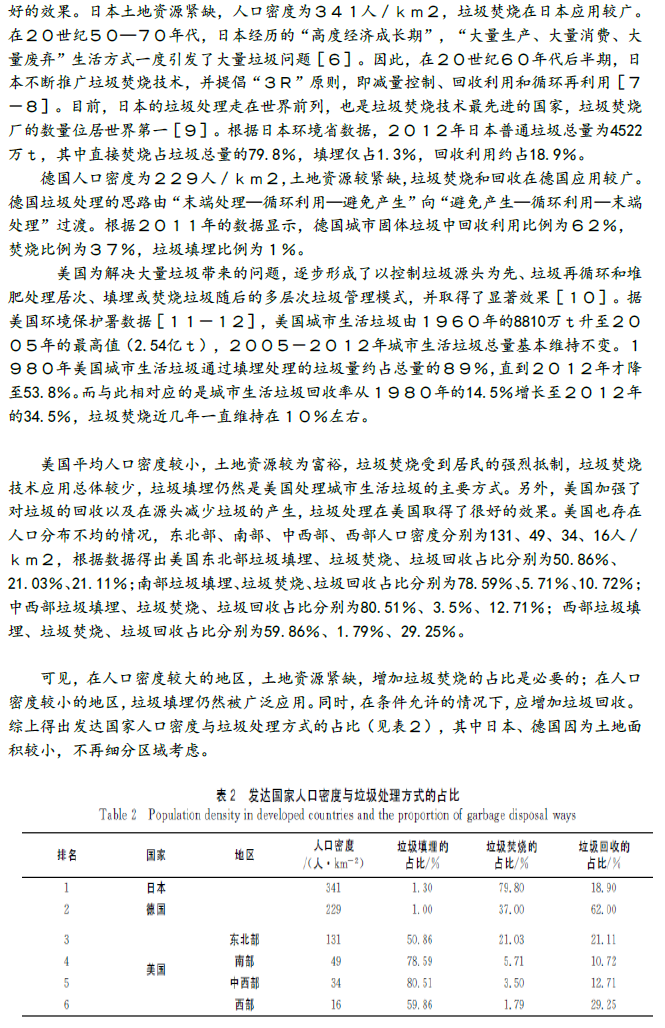 好的效果。日本土地资源紧缺，人口密度为３４１人／ｋｍ２，垃圾焚烧在日本应用较广。
在２０世纪５０—７０年代，日本经历的“高度经济成长期”，“大量生产、大量消费、大
量废弃”生活方式一度引发了大量垃圾问题［６］。因此，在２０世纪６０年代后半期，日
本不断推广垃圾焚烧技术，并提倡“３Ｒ”原则，即减量控制、回收利用和循环再利用［７
－８］。目前，日本的垃圾处理走在世界前列，也是垃圾焚烧技术最先进的国家，垃圾焚烧
厂的数量位居世界第一［９］。根据日本环境省数据，２０１２年日本普通垃圾总量为4522
万ｔ，其中直接焚烧占垃圾总量的79.8%，填埋仅占1.3%，回收利用约占18.9%。
德国人口密度为２２９人／ｋｍ２,土地资源较紧缺,垃圾焚烧和回收在德国应用较广。
德国垃圾处理的思路由“末端处理—循环利用—避免产生”向“避免产生—循环利用—末端
处理”过渡。根据２０１１年的数据显示，德国城市固体垃圾中回收利用比例为６２％，
焚烧比例为３７％，垃圾填埋比例为１％。
美国为解决大量垃圾带来的问题，逐步形成了以控制垃圾源头为先、垃圾再循环和堆
肥处理居次、填埋或焚烧垃圾随后的多层次垃圾管理模式，并取得了显著效果［１０］。据
美国环境保护署数据［１１－１２］，美国城市生活垃圾由１９６０年的8810万ｔ升至２０
０５年的最高值（2.54亿ｔ），２００５－２０１２年城市生活垃圾总量基本维持不变。１
９８０年美国城市生活垃圾通过填埋处理的垃圾量约占总量的８９％,直到２０１２年才降
至53.8%。而与此相对应的是城市生活垃圾回收率从１９８０年的14.5%增长至２０１２年
的34.5%，垃圾焚烧近几年一直维持在１０％左右。
美国平均人口密度较小，土地资源较为富裕，垃圾焚烧受到居民的强烈抵制，垃圾焚烧
技术应用总体较少，垃圾填埋仍然是美国处理城市生活垃圾的主要方式。另外，美国加强了
对垃圾的回收以及在源头减少垃圾的产生，垃圾处理在美国取得了很好的效果。美国也存在
人口分布不均的情况，东北部、南部、中西部、西部人口密度分别为131、49、34、16人／
ｋｍ２，根据数据得出美国东北部垃圾填埋、垃圾焚烧、垃圾回收占比分别为50.86%、
21.03%、21.11%;南部垃圾填埋、垃圾焚烧、垃圾回收占比分别为78.59%、5.71%、10.72%；
中西部垃圾填埋、垃圾焚烧、垃圾回收占比分别为80.51%、3.5%、12.71%；西部垃圾填
埋、垃圾焚烧、垃圾回收占比分别为59.86%、1.79%、29.25%。
可见，在人口密度较大的地区，土地资源紧缺，增加垃圾焚烧的占比是必要的；在人口
密度较小的地区,垃圾填埋仍然被广泛应用。同时,在条件允许的情况下,应增加垃圾回收。
综上得出发达国家人口密度与垃圾处理方式的占比（见表２），其中日本、德国因为土地面
积较小，不再细分区域考虑。
表 2 发达国家人口密度与垃圾处理方式的占比
Table 2 Population density in developed countries and the proportion of garbage disposal ways
排名 国家 地区 人口密度/(人·km⁻²) 垃圾填埋的占比/% 垃圾焚烧的占比/% 垃圾回收的占比/%
1 日本 341 1.30 79.80 18.90
2 德国 229 1.00 37.00 62.00
3 东北部 131 50.86 21.03 21.11
4 南部 49 78.59 5.71 10.72
美国
5 中西部 34 80.51 3.50 12.71
6 西部 16 59.86 1.79 29.25